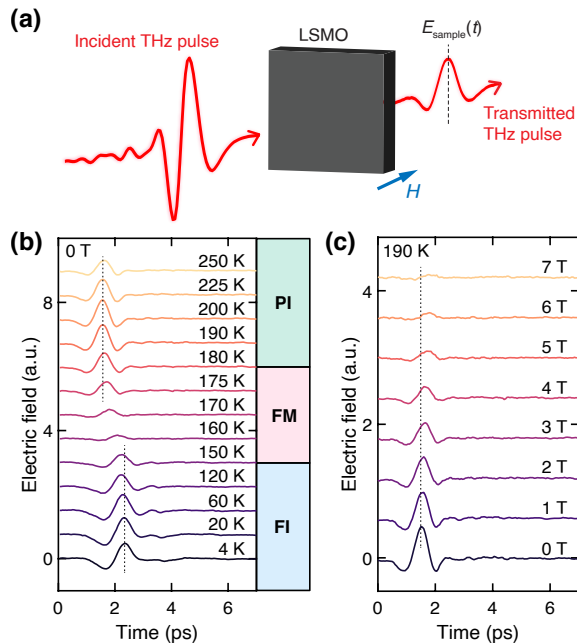 (a)
Incident THz pulse
LSMO
E_sample(t)
Transmitted
THz pulse
H
(b)
0 T
250 K
225 K
200 K
190 K
180 K
175 K
170 K
160 K
150 K
120 K
60 K
20 K
4 K
PI
FM
FI
Electric field (a.u.)
8
4
0
0
2
4
6
Time (ps)
(c)
190 K
7 T
6 T
5 T
4 T
3 T
2 T
1 T
0 T
Electric field (a.u.)
4
2
0
0
2
4
6
Time (ps)